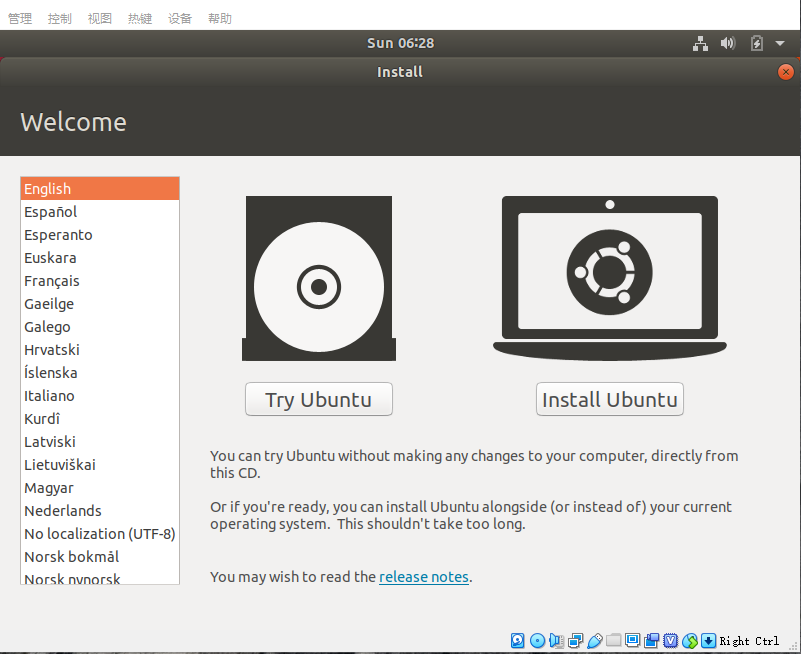 管理 控制 视图 热键 设备 帮助
Sun 06:28
Install
Welcome
English
Español
Esperanto
Euskara
Français
Gaeilge
Galego
Hrvatski
Íslenska
Italiano
Kurdî
Latviski
Lietuviškai
Magyar
Nederlands
No localization (UTF-8)
Norsk bokmål
Norsk nynorsk
Try Ubuntu
Install Ubuntu
You can try Ubuntu without making any changes to your computer, directly from
this CD.
Or if you're ready, you can install Ubuntu alongside (or instead of) your current
operating system. This shouldn't take too long.
You may wish to read the release notes.
Right Ctrl